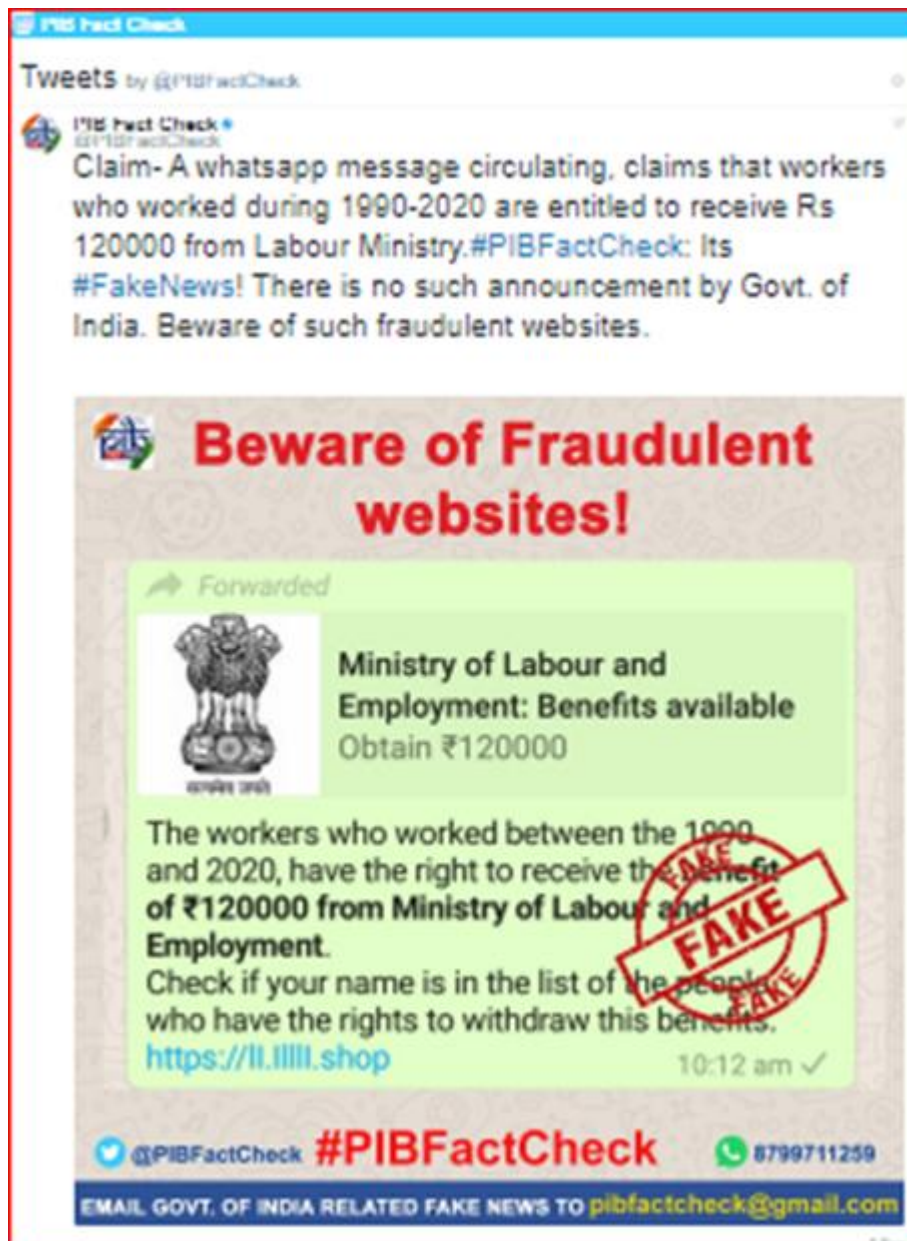 PIB Fact Check
Tweets by @PIBFactCheck
PIB Fact Check
@PIBFactCheck
Claim- A whatsapp message circulating, claims that workers
who worked during 1990-2020 are entitled to receive Rs
120000 from Labour Ministry.#PIBFactCheck: Its
#FakeNews! There is no such announcement by Govt. of
India. Beware of such fraudulent websites.
Beware of Fraudulent
websites!
Forwarded
Ministry of Labour and
Employment: Benefits available
Obtain ₹120000
सत्यमेव जयते
The workers who worked between the 1990
and 2020, have the right to receive the benefit
of ₹120000 from Ministry of Labour and
Employment.
Check if your name is in the list of the people
who have the rights to withdraw this benefits.
https://ll.lllll.shop
10:12 am
FAKE
FAKE
FAKE
@PIBFactCheck #PIBFactCheck 8799711259
EMAIL GOVT. OF INDIA RELATED FAKE NEWS TO pibfactcheck@gmail.com